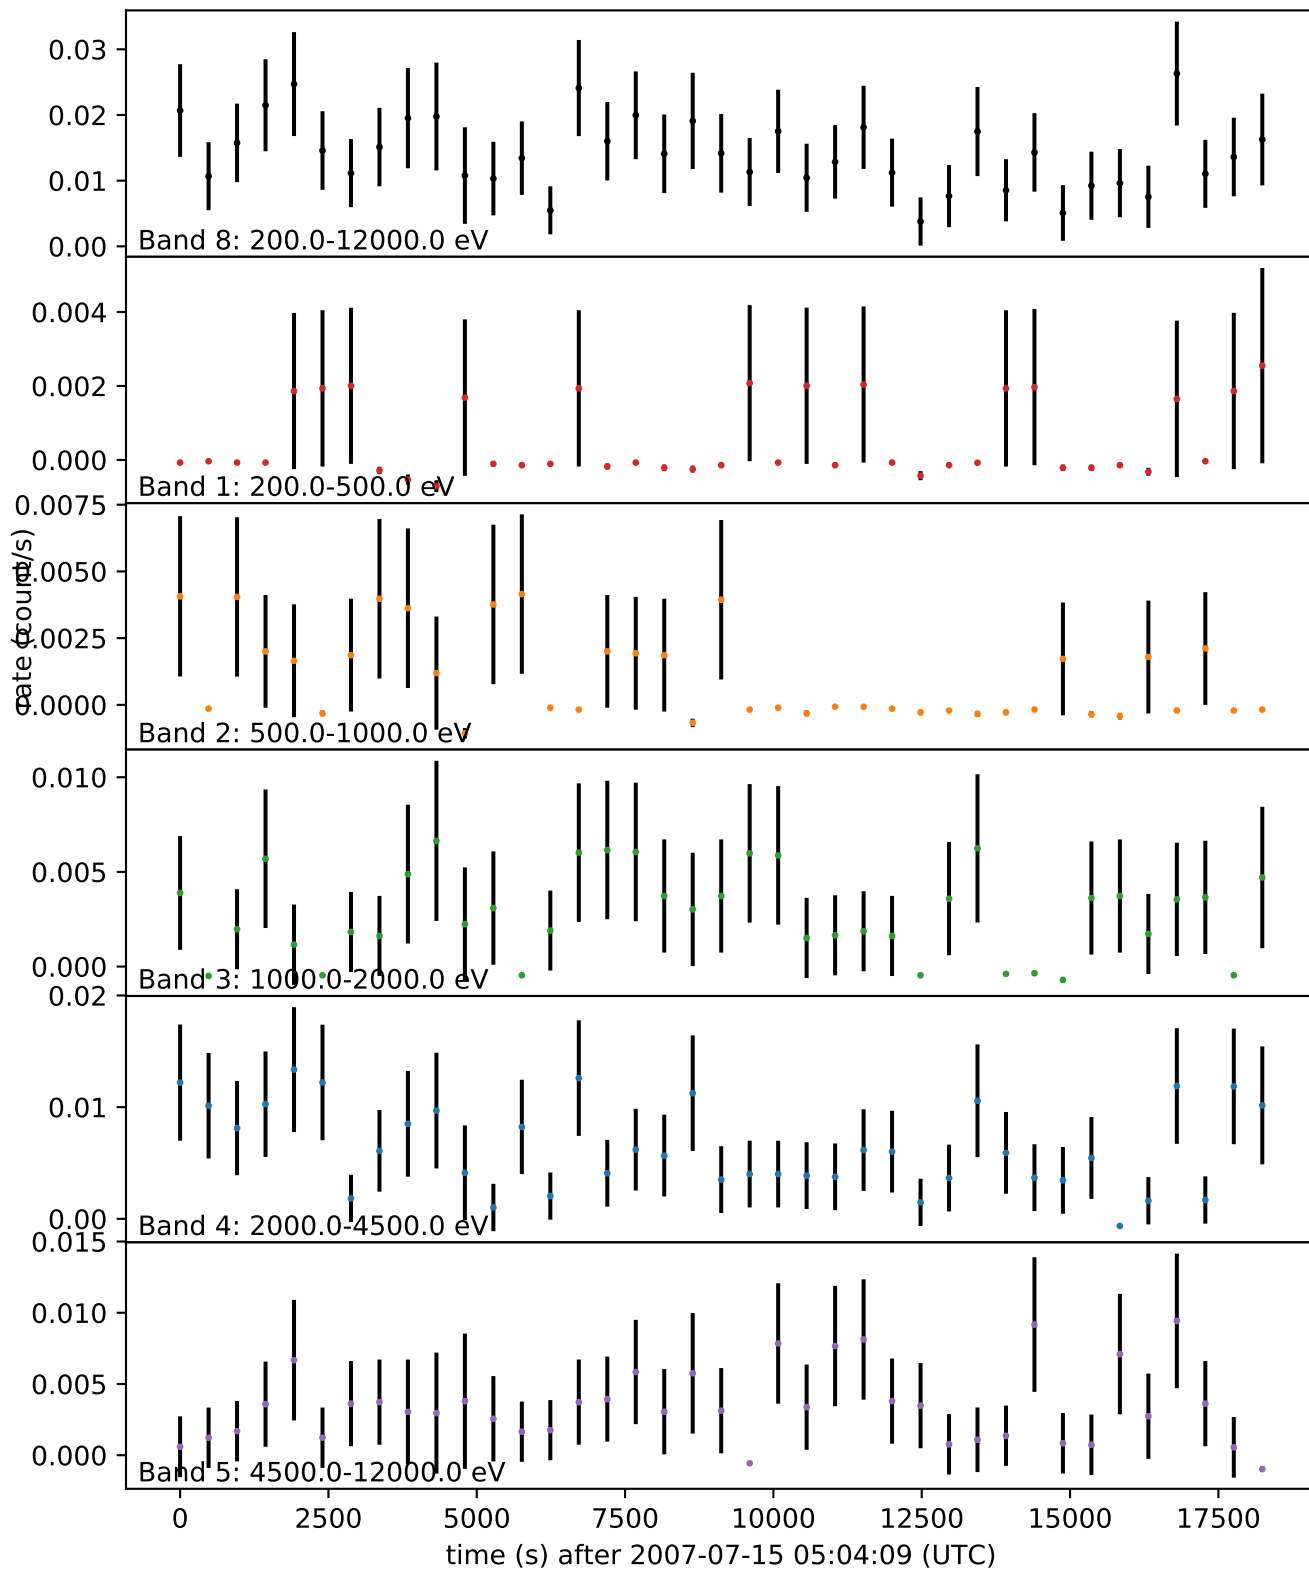 0.03
0.02
0.01
0.00
Band 8: 200.0-12000.0 eV
0.004
0.002
0.000
Band 1: 200.0-500.0 eV
0.0075
0.0050
0.0025
0.0000
rate (count/s)
Band 2: 500.0-1000.0 eV
0.010
0.005
0.000
Band 3: 1000.0-2000.0 eV
0.02
0.01
0.00
Band 4: 2000.0-4500.0 eV
0.015
0.010
0.005
0.000
Band 5: 4500.0-12000.0 eV
0 2500 5000 7500 10000 12500 15000 17500
time (s) after 2007-07-15 05:04:09 (UTC)